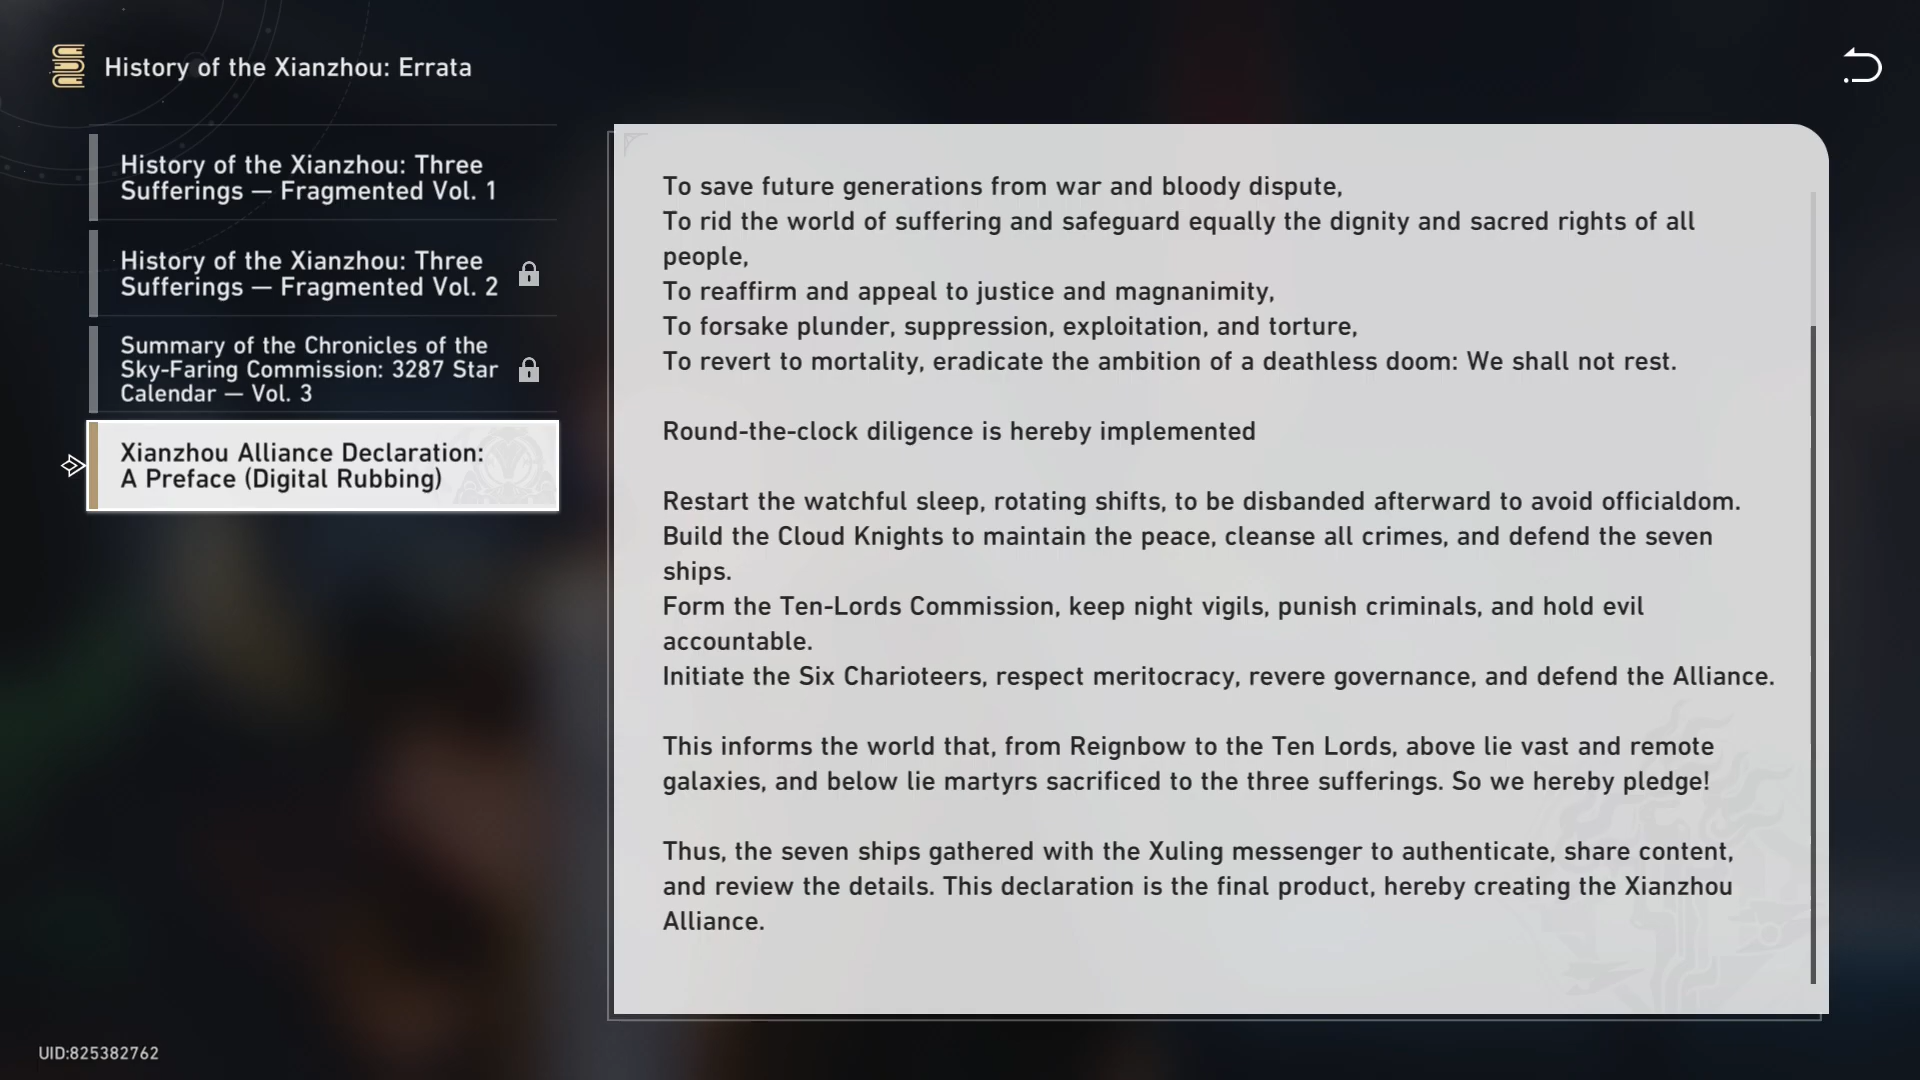 History of the Xianzhou: Errata
History of the Xianzhou: Three
Sufferings — Fragmented Vol. 1
History of the Xianzhou: Three
Sufferings — Fragmented Vol. 2
Summary of the Chronicles of the
Sky-Faring Commission: 3287 Star
Calendar — Vol. 3
Xianzhou Alliance Declaration:
A Preface (Digital Rubbing)
To save future generations from war and bloody dispute,
To rid the world of suffering and safeguard equally the dignity and sacred rights of all
people,
To reaffirm and appeal to justice and magnanimity,
To forsake plunder, suppression, exploitation, and torture,
To revert to mortality, eradicate the ambition of a deathless doom: We shall not rest.
Round-the-clock diligence is hereby implemented
Restart the watchful sleep, rotating shifts, to be disbanded afterward to avoid officialdom.
Build the Cloud Knights to maintain the peace, cleanse all crimes, and defend the seven
ships.
Form the Ten-Lords Commission, keep night vigils, punish criminals, and hold evil
accountable.
Initiate the Six Charioteers, respect meritocracy, revere governance, and defend the Alliance.
This informs the world that, from Reignbow to the Ten Lords, above lie vast and remote
galaxies, and below lie martyrs sacrificed to the three sufferings. So we hereby pledge!
Thus, the seven ships gathered with the Xuling messenger to authenticate, share content,
and review the details. This declaration is the final product, hereby creating the Xianzhou
Alliance.
UID:825382762